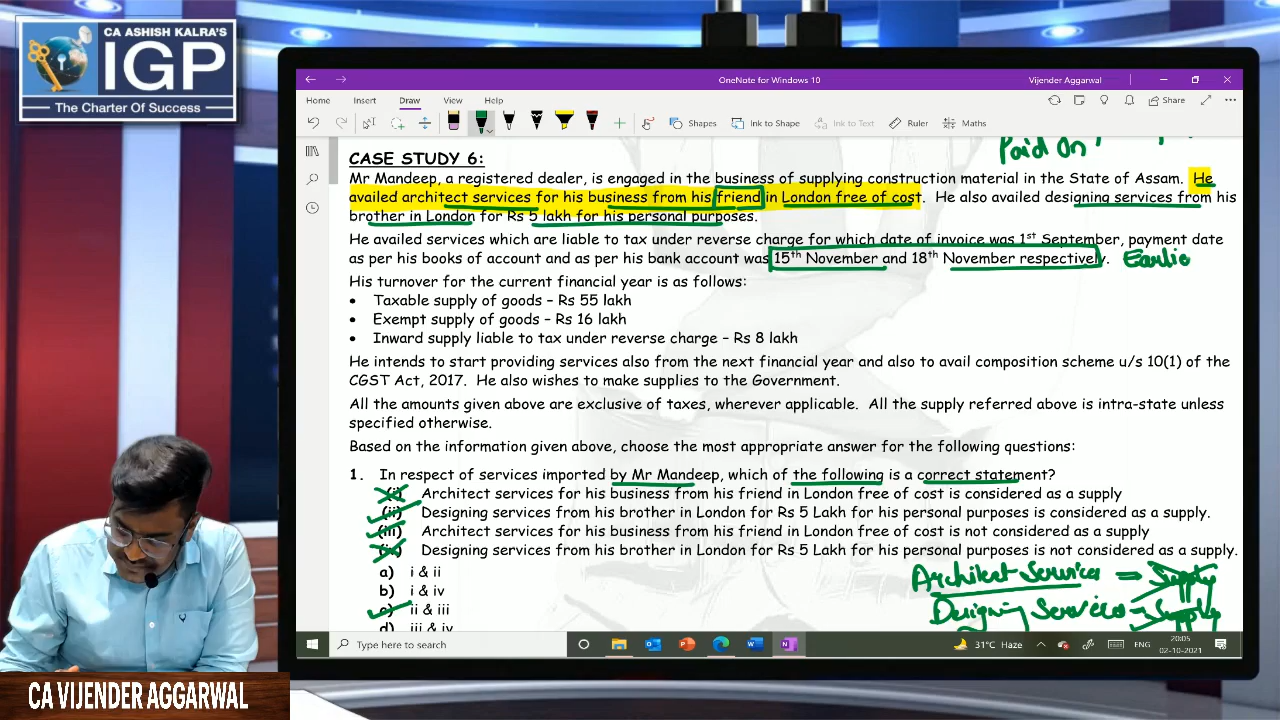 CA ASHISH KALRA'S
IGP
The Charter Of Success
OneNote for Windows 10
Vijender Aggarwal
Home Insert Draw View Help
Share
Shapes Ink to Shape Ink to Text Ruler Maths
Paid On
CASE STUDY 6:
Mr Mandeep, a registered dealer, is engaged in the business of supplying construction material in the State of Assam. He
availed architect services for his business from his friend in London free of cost. He also availed designing services from his
brother in London for Rs 5 lakh for his personal purposes.
He availed services which are liable to tax under reverse charge for which date of invoice was 1st September, payment date
as per his books of account and as per his bank account was 15th November and 18th November respectively. Earlie
His turnover for the current financial year is as follows:
• Taxable supply of goods – Rs 55 lakh
• Exempt supply of goods – Rs 16 lakh
• Inward supply liable to tax under reverse charge – Rs 8 lakh
He intends to start providing services also from the next financial year and also to avail composition scheme u/s 10(1) of the
CGST Act, 2017. He also wishes to make supplies to the Government.
All the amounts given above are exclusive of taxes, wherever applicable. All the supply referred above is intra-state unless
specified otherwise.
Based on the information given above, choose the most appropriate answer for the following questions:
1. In respect of services imported by Mr Mandeep, which of the following is a correct statement?
(i) Architect services for his business from his friend in London free of cost is considered as a supply
(ii) Designing services from his brother in London for Rs 5 Lakh for his personal purposes is considered as a supply.
(iii) Architect services for his business from his friend in London free of cost is not considered as a supply
(iv) Designing services from his brother in London for Rs 5 Lakh for his personal purposes is not considered as a supply.
a) i & ii
b) i & iv
c) ii & iii
d) iii & iv
Architect Services = Supply
Designing Services = Supply
Type here to search
31°C Haze
ENG
20:05
02-10-2021
CA VIJENDER AGGARWAL